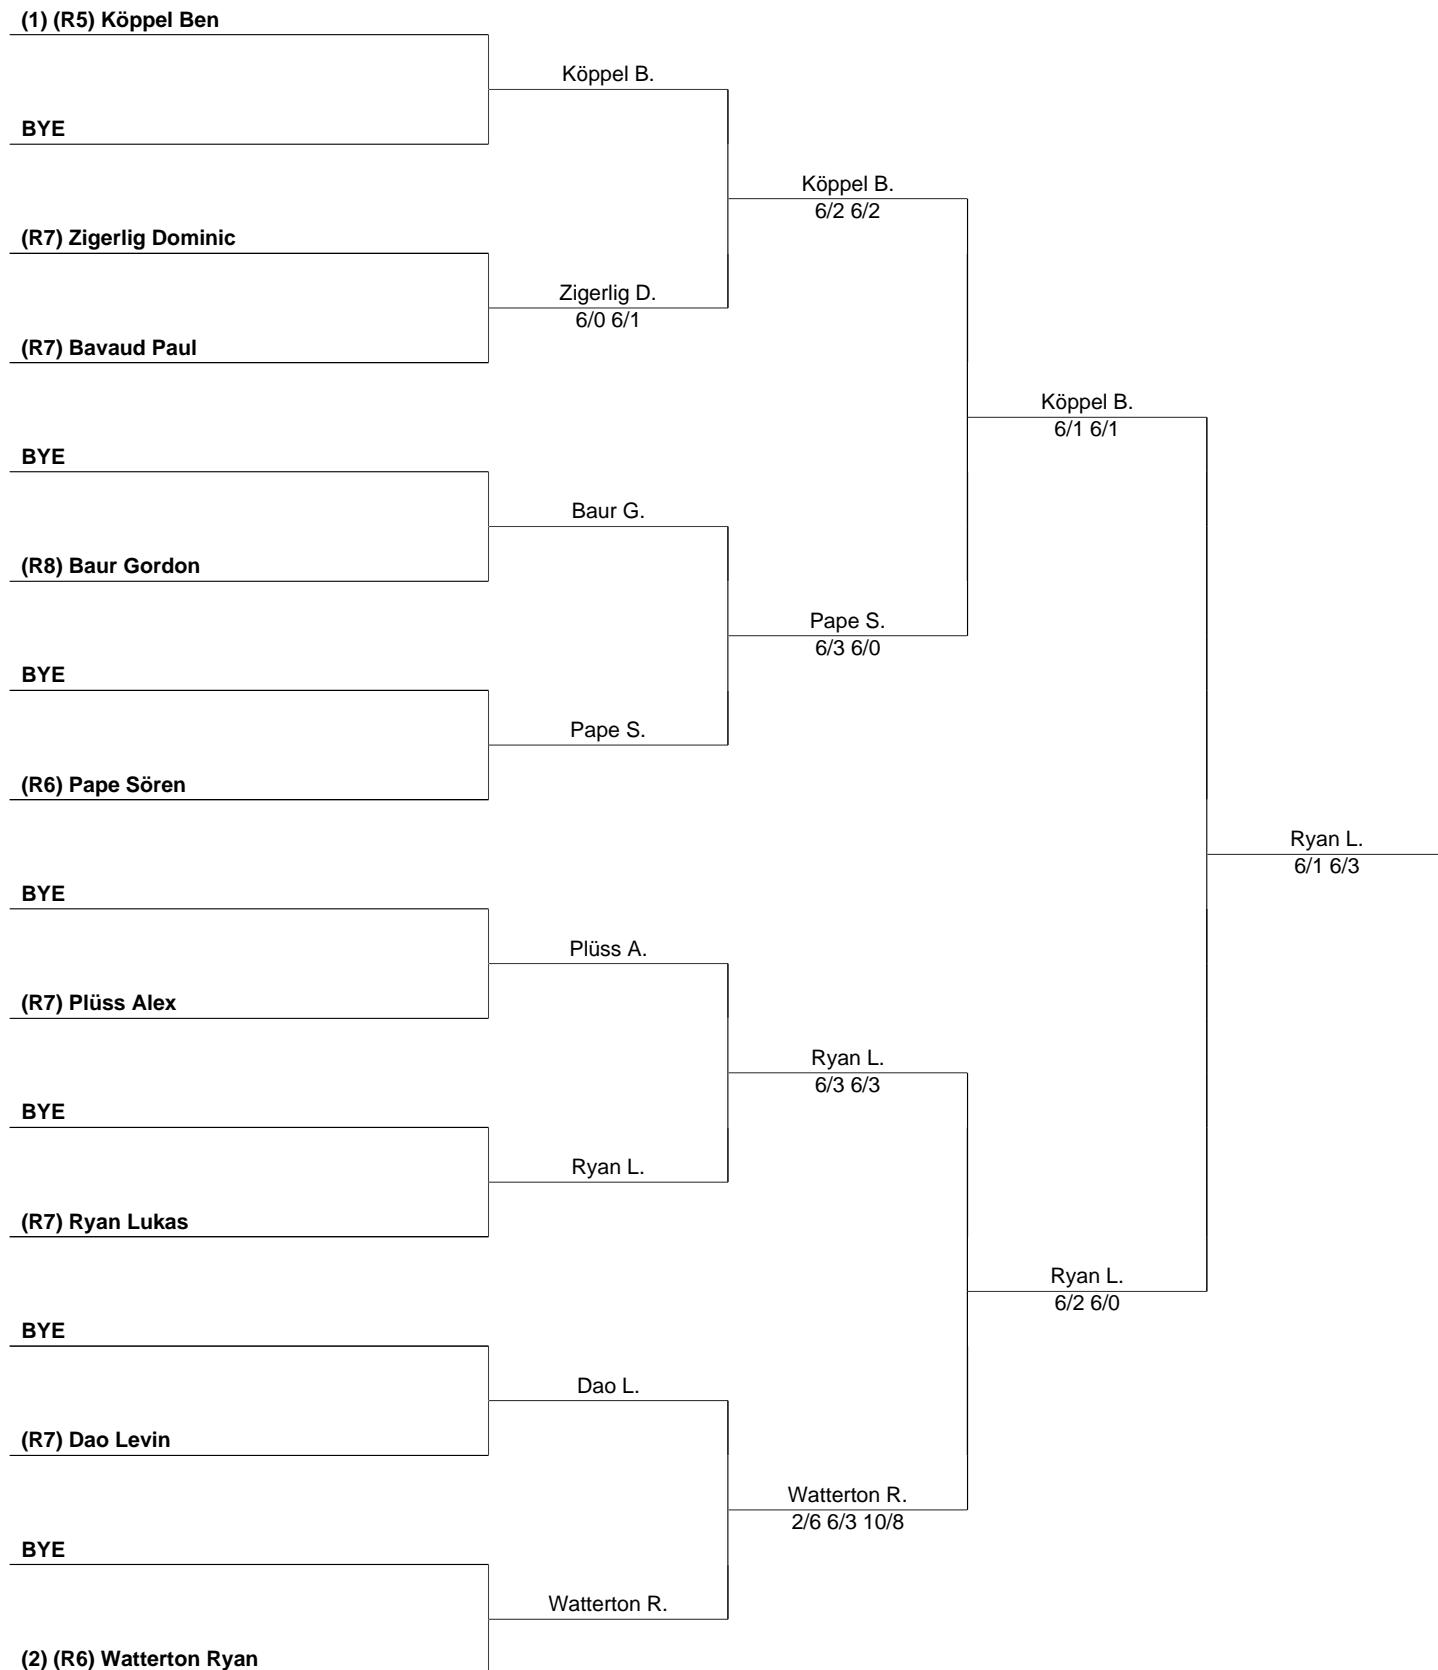 (1) (R5) Köppel Ben
Köppel B.
BYE
Köppel B.
6/2 6/2
(R7) Zigerlig Dominic
Zigerlig D.
6/0 6/1
(R7) Bavaud Paul
Köppel B.
6/1 6/1
BYE
Baur G.
(R8) Baur Gordon
Pape S.
6/3 6/0
BYE
Pape S.
(R6) Pape Sören
Ryan L.
6/1 6/3
BYE
Plüss A.
(R7) Plüss Alex
Ryan L.
6/3 6/3
BYE
Ryan L.
(R7) Ryan Lukas
Ryan L.
6/2 6/0
BYE
Dao L.
(R7) Dao Levin
Watterton R.
2/6 6/3 10/8
BYE
Watterton R.
(2) (R6) Watterton Ryan